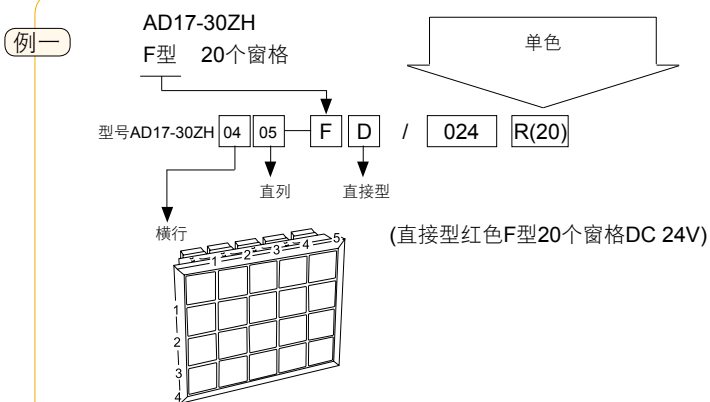 例一
AD17-30ZH
F型 20个窗格
单色
型号AD17-30ZH 04 05 F D / 024 R(20)
直列 直接型
横行
(直接型红色F型20个窗格DC 24V)
1 2 3 4 5
1
2
3
4